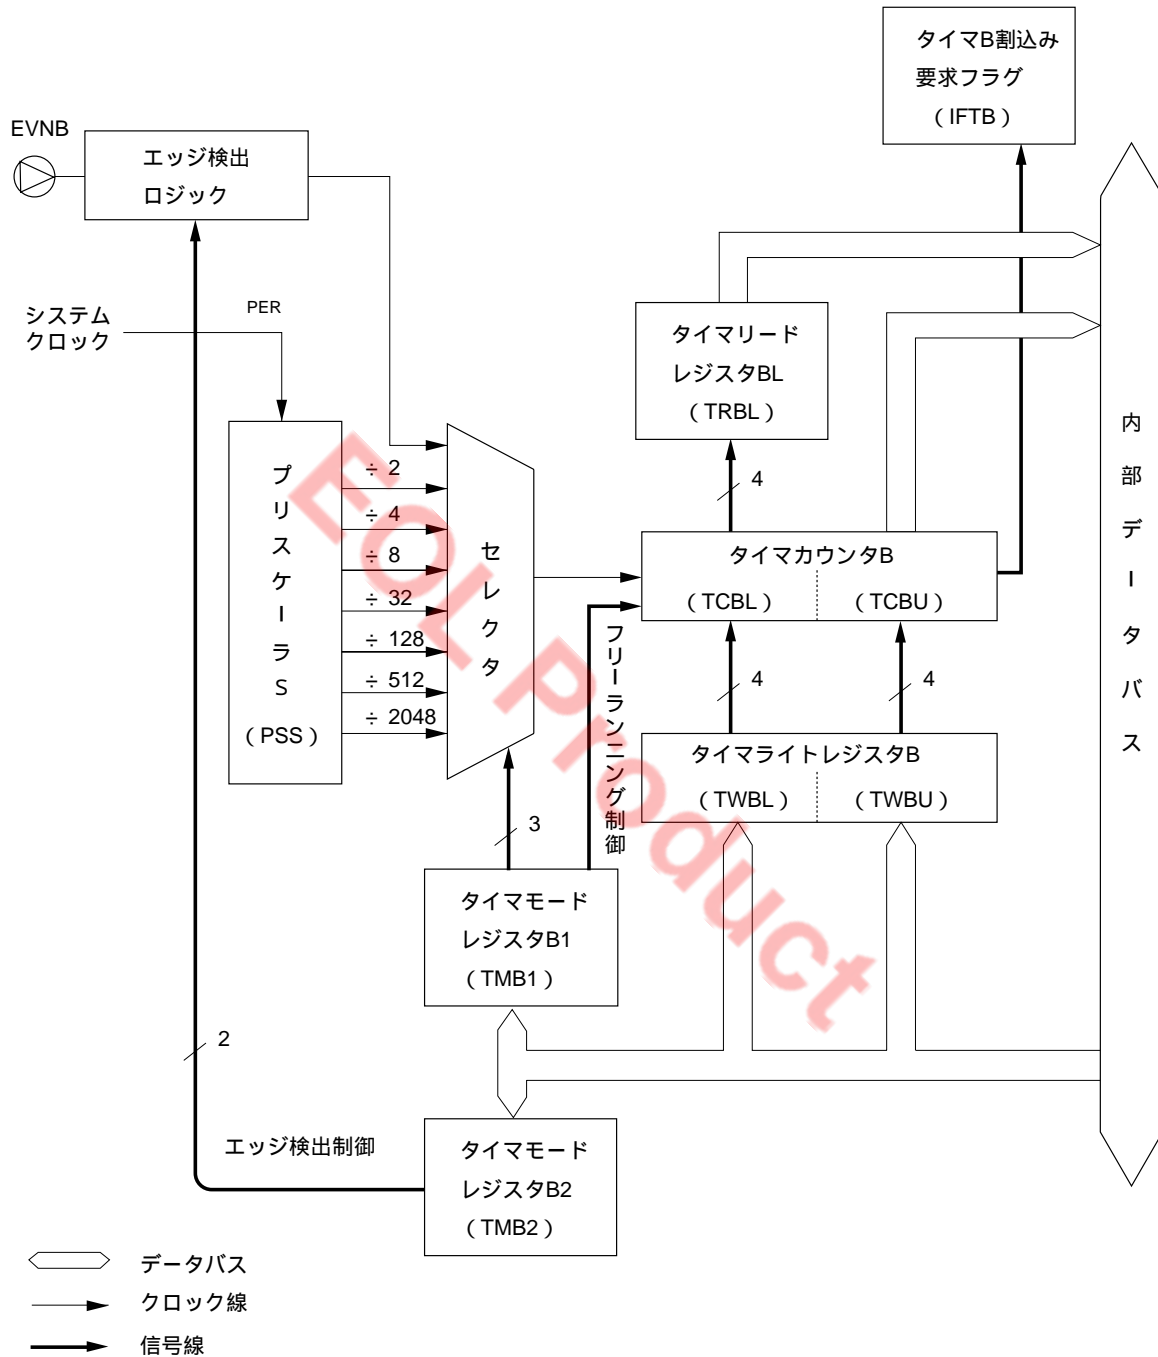 タイマB割込み
要求フラグ
(IFTB)
EVNB
エッジ検出
ロジック
システム
クロック
PER
タイマリード
レジスタBL
(TRBL)
内部データバス
プリスケーラS
(PSS)
÷ 2
÷ 4
÷ 8
÷ 32
÷ 128
÷ 512
÷ 2048
セレクタ
4
タイマカウンタB
(TCBL)
(TCBU)
フリーランニング制御
4
4
タイマライトレジスタB
(TWBL)
(TWBU)
3
タイマモード
レジスタB1
(TMB1)
2
エッジ検出制御
タイマモード
レジスタB2
(TMB2)
データバス
クロック線
信号線
EOL Product